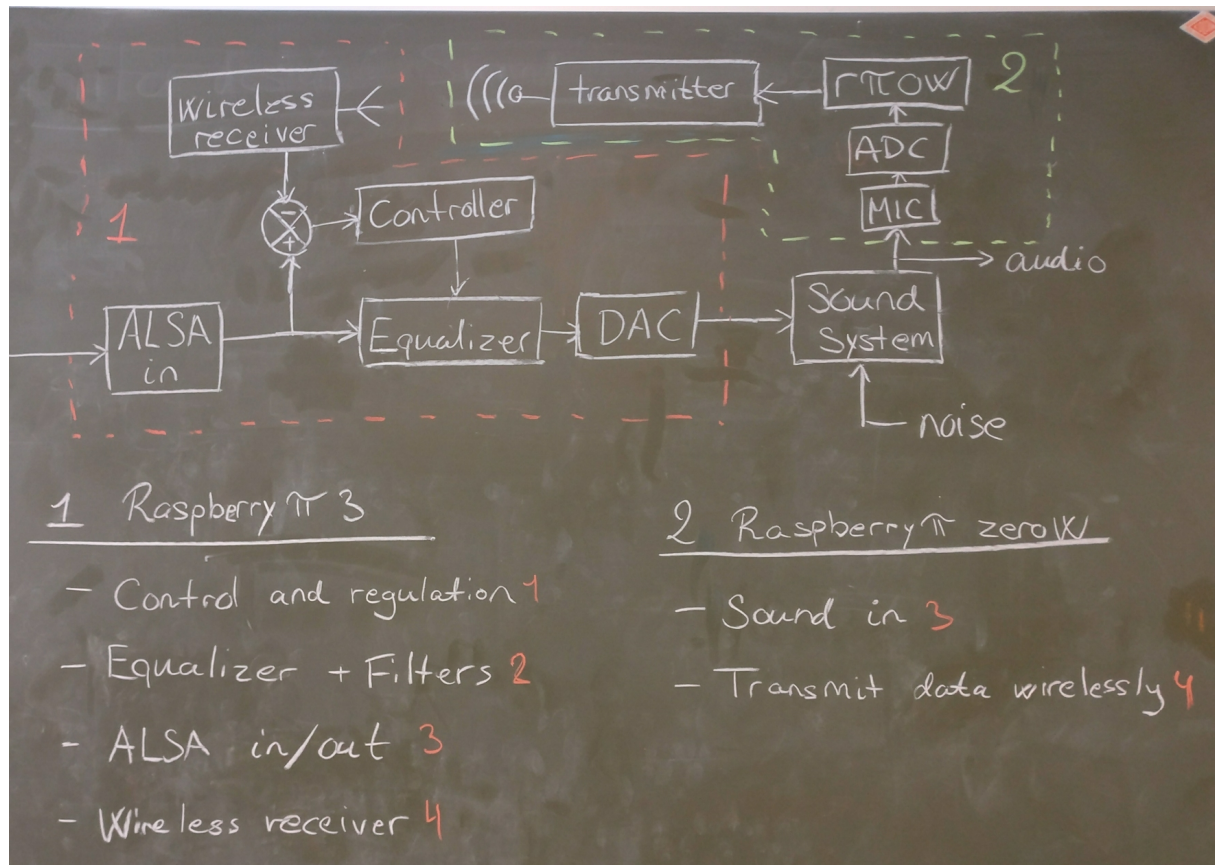 wireless
receiver
transmitter
rπ0W
2
ADC
MIC
1
-
+
Controller
audio
ALSA
in
Equalizer
DAC
Sound
System
noise
1 Raspberry π 3
- Control and regulation 1
- Equalizer + Filters 2
- ALSA in/out 3
- Wireless receiver 4
2 Raspberry π zeroW
- Sound in 3
- Transmit data wirelessly 4